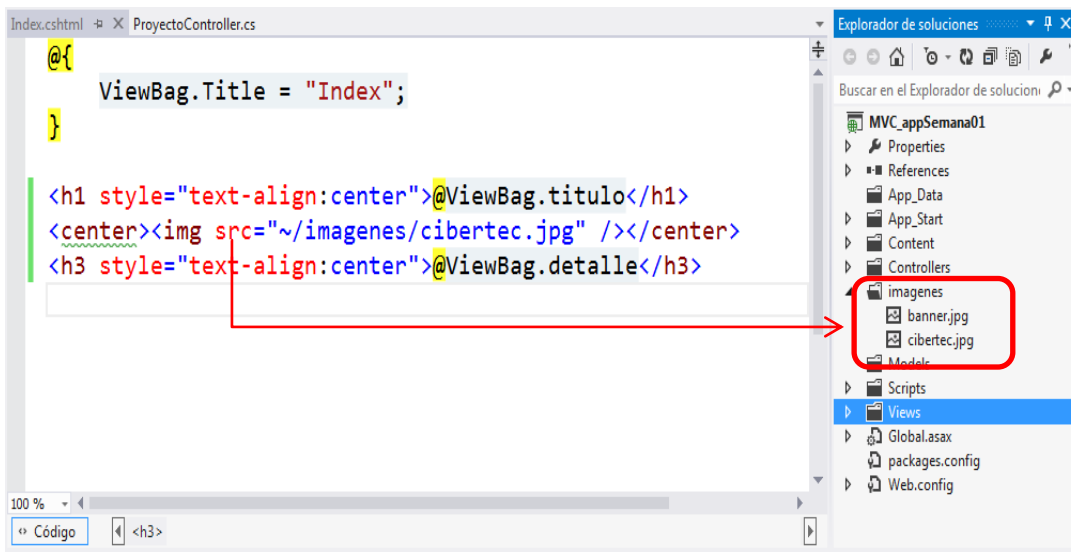 Index.cshtml ProyectoController.cs
@{
ViewBag.Title = "Index";
}
<h1 style="text-align:center">@ViewBag.titulo</h1>
<center><img src="~/imagenes/cibertec.jpg" /></center>
<h3 style="text-align:center">@ViewBag.detalle</h3>
100 %
Código
<h3>
Explorador de soluciones
Buscar en el Explorador de solucion
MVC_appSemana01
Properties
References
App_Data
App_Start
Content
Controllers
imagenes
banner.jpg
cibertec.jpg
Models
Scripts
Views
Global.asax
packages.config
Web.config